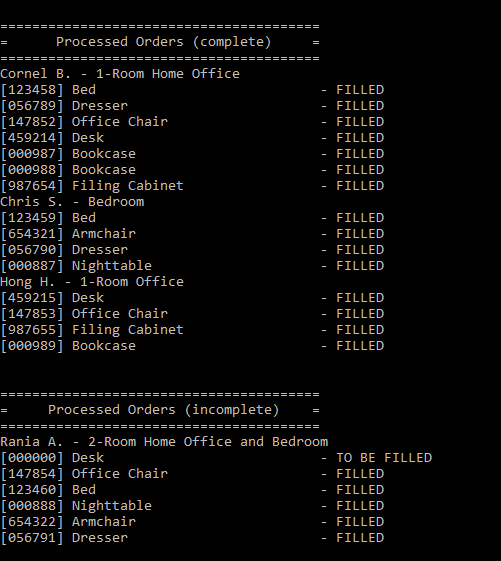 ========================================
=      Processed Orders (complete)     =
========================================
Cornel B. - 1-Room Home Office
[123458] Bed                            - FILLED
[056789] Dresser                        - FILLED
[147852] Office Chair                   - FILLED
[459214] Desk                           - FILLED
[000987] Bookcase                       - FILLED
[000988] Bookcase                       - FILLED
[987654] Filing Cabinet                 - FILLED
Chris S. - Bedroom
[123459] Bed                            - FILLED
[654321] Armchair                       - FILLED
[056790] Dresser                        - FILLED
[000887] Nighttable                     - FILLED
Hong H. - 1-Room Office
[459215] Desk                           - FILLED
[147853] Office Chair                   - FILLED
[987655] Filing Cabinet                 - FILLED
[000989] Bookcase                       - FILLED
========================================
=     Processed Orders (incomplete)    =
========================================
Rania A. - 2-Room Home Office and Bedroom
[000000] Desk                           - TO BE FILLED
[147854] Office Chair                   - FILLED
[123460] Bed                            - FILLED
[000888] Nighttable                     - FILLED
[654322] Armchair                       - FILLED
[056791] Dresser                        - FILLED